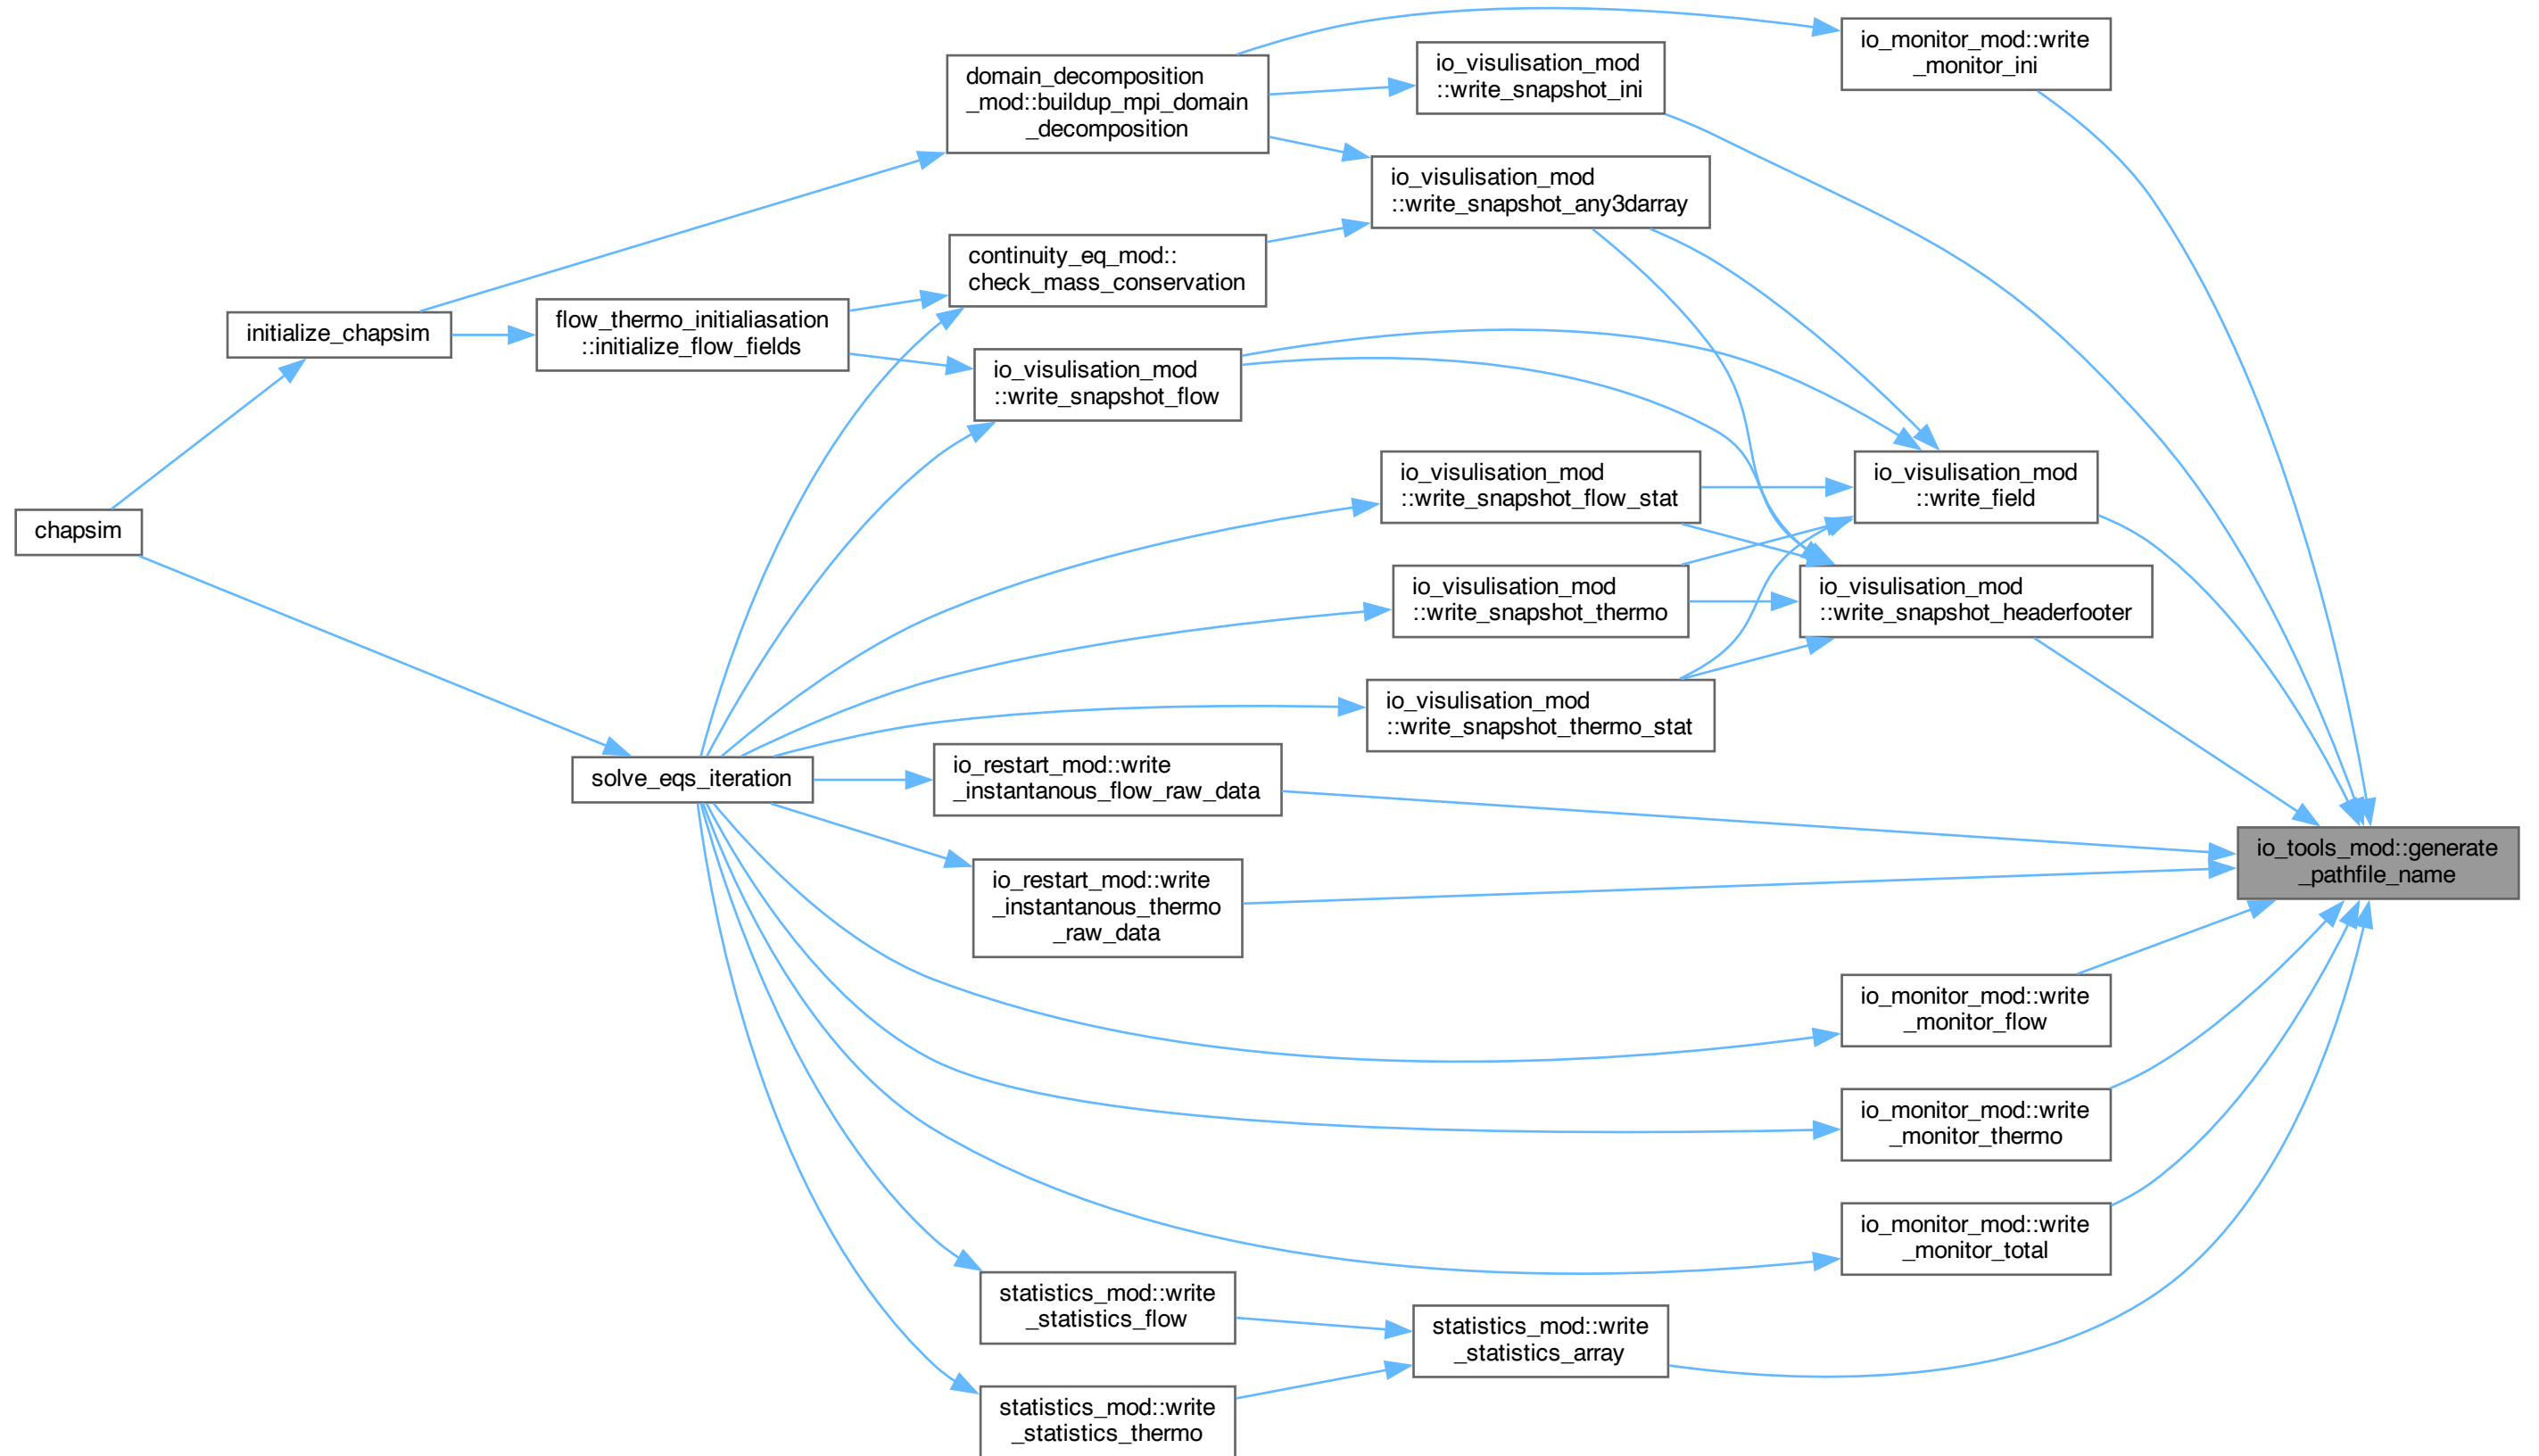 io_monitor_mod::write
_monitor_ini
domain_decomposition
_mod::buildup_mpi_domain
_decomposition
io_visulisation_mod
::write_snapshot_ini
io_visulisation_mod
::write_snapshot_any3darray
continuity_eq_mod::
check_mass_conservation
initialize_chapsim
flow_thermo_initialiasation
::initialize_flow_fields
io_visulisation_mod
::write_snapshot_flow
io_visulisation_mod
::write_snapshot_flow_stat
io_visulisation_mod
::write_field
chapsim
io_visulisation_mod
::write_snapshot_thermo
io_visulisation_mod
::write_snapshot_headerfooter
io_visulisation_mod
::write_snapshot_thermo_stat
solve_eqs_iteration
io_restart_mod::write
_instantanous_flow_raw_data
io_tools_mod::generate
_pathfile_name
io_restart_mod::write
_instantanous_thermo
_raw_data
io_monitor_mod::write
_monitor_flow
io_monitor_mod::write
_monitor_thermo
io_monitor_mod::write
_monitor_total
statistics_mod::write
_statistics_flow
statistics_mod::write
_statistics_array
statistics_mod::write
_statistics_thermo